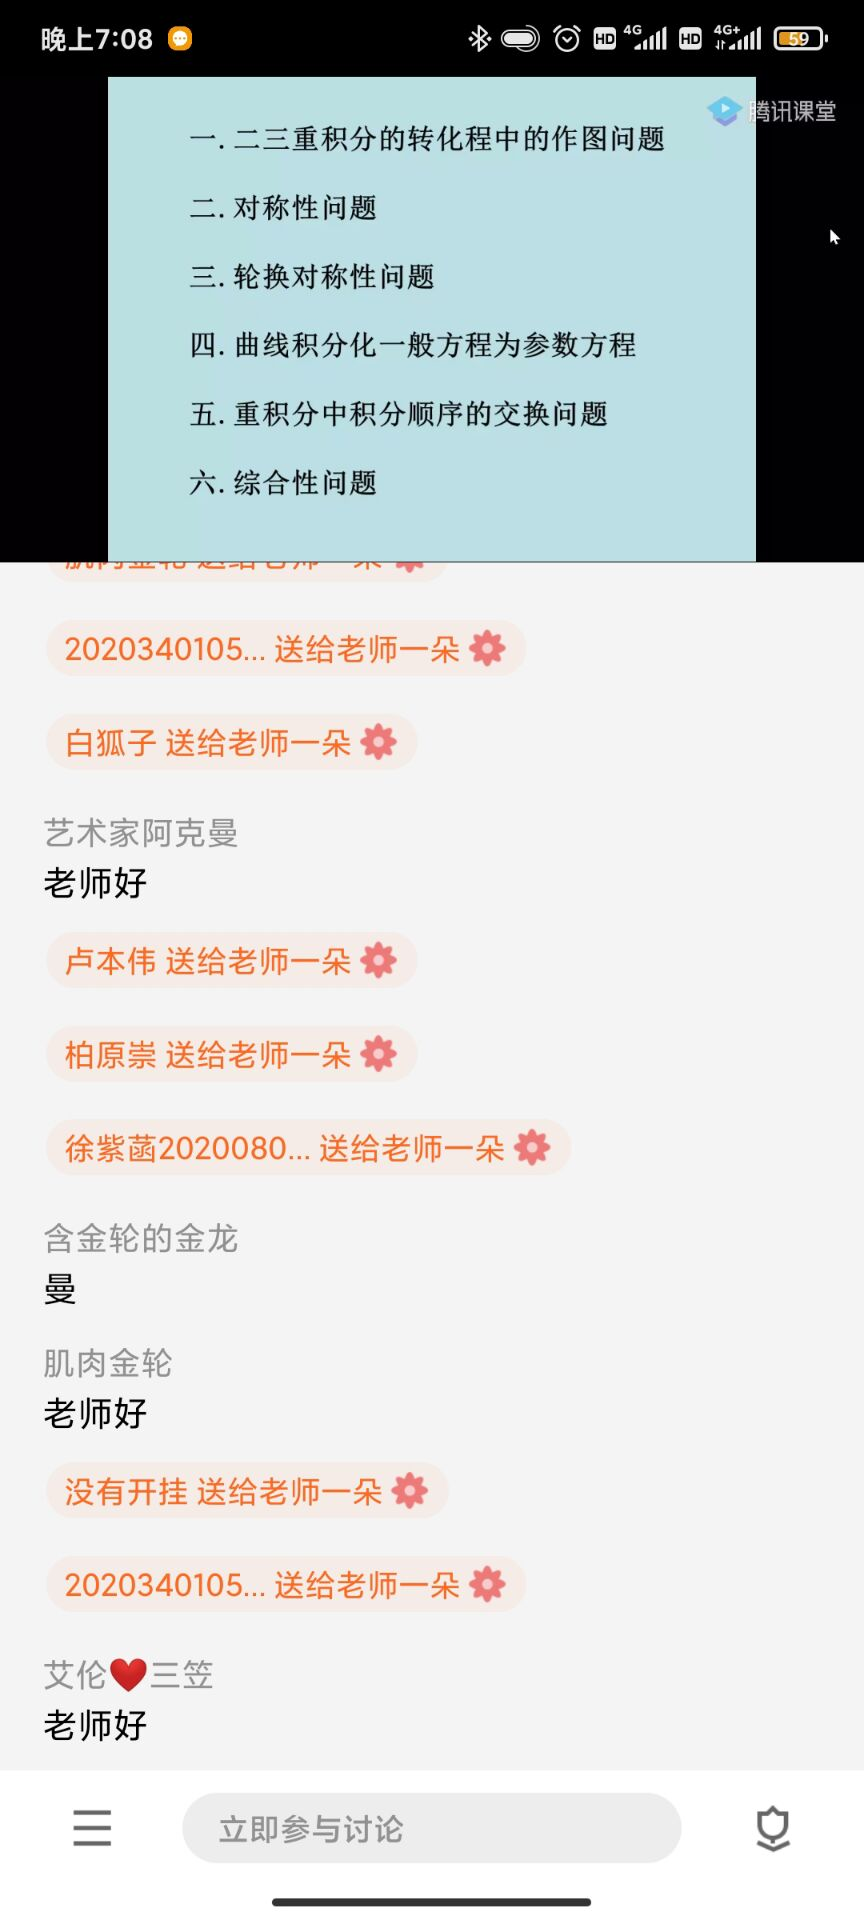 晚上7:08
HD 4G HD 4G+ 59
腾讯课堂
一. 二三重积分的转化程中的作图问题
二. 对称性问题
三. 轮换对称性问题
四. 曲线积分化一般方程为参数方程
五. 重积分中积分顺序的交换问题
六. 综合性问题
肌肉金轮 送给老师一朵
2020340105... 送给老师一朵
白狐子 送给老师一朵
艺术家阿克曼
老师好
卢本伟 送给老师一朵
柏原崇 送给老师一朵
徐紫菡2020080... 送给老师一朵
含金轮的金龙
曼
肌肉金轮
老师好
没有开挂 送给老师一朵
2020340105... 送给老师一朵
艾伦❤️三笠
老师好
立即参与讨论